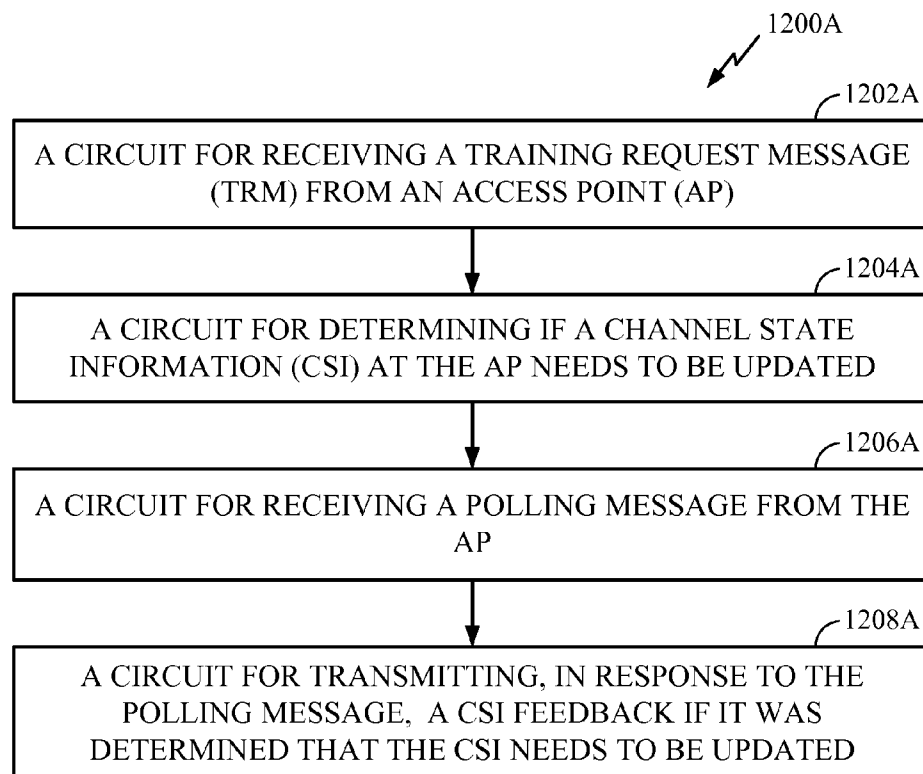 1200A
1202A
A CIRCUIT FOR RECEIVING A TRAINING REQUEST MESSAGE
(TRM) FROM AN ACCESS POINT (AP)
1204A
A CIRCUIT FOR DETERMINING IF A CHANNEL STATE
INFORMATION (CSI) AT THE AP NEEDS TO BE UPDATED
1206A
A CIRCUIT FOR RECEIVING A POLLING MESSAGE FROM THE
AP
1208A
A CIRCUIT FOR TRANSMITTING, IN RESPONSE TO THE
POLLING MESSAGE, A CSI FEEDBACK IF IT WAS
DETERMINED THAT THE CSI NEEDS TO BE UPDATED